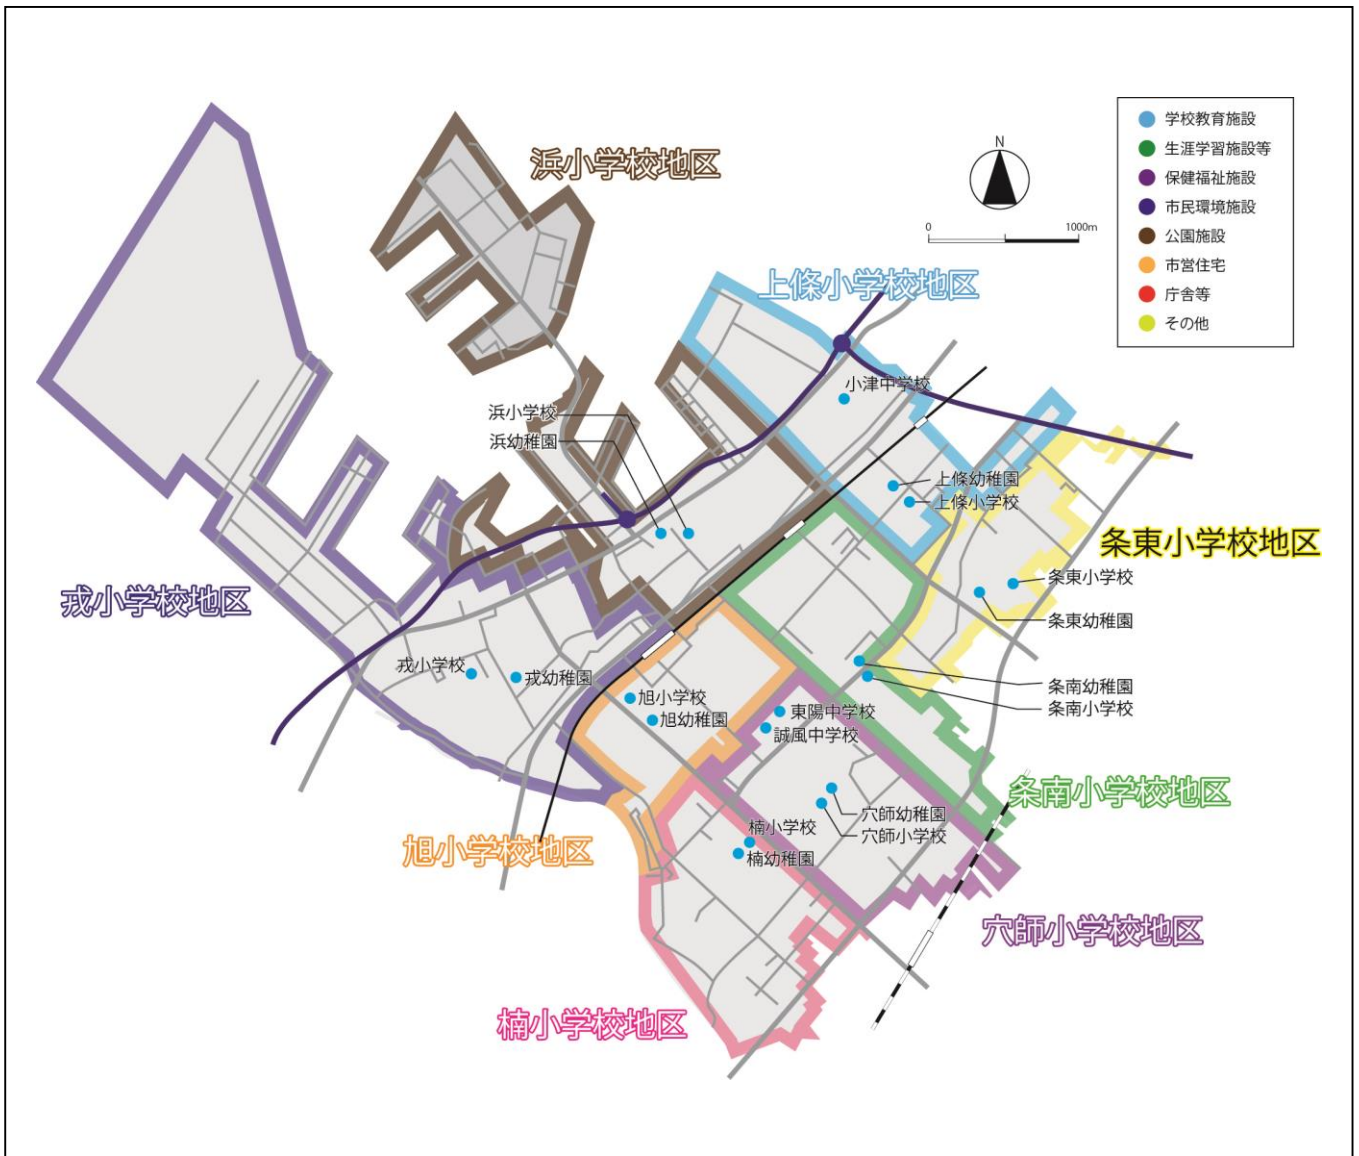 学校教育施設
生涯学習施設等
保健福祉施設
市民環境施設
公園施設
市営住宅
庁舎等
その他
N
0
1000m
浜小学校地区
上條小学校地区
小津中学校
浜小学校
浜幼稚園
上條幼稚園
上條小学校
条東小学校地区
条東小学校
条東幼稚園
戎小学校地区
戎小学校
戎幼稚園
条南幼稚園
条南小学校
旭小学校
旭幼稚園
東陽中学校
誠風中学校
条南小学校地区
穴師幼稚園
穴師小学校
楠小学校
楠幼稚園
旭小学校地区
穴師小学校地区
楠小学校地区